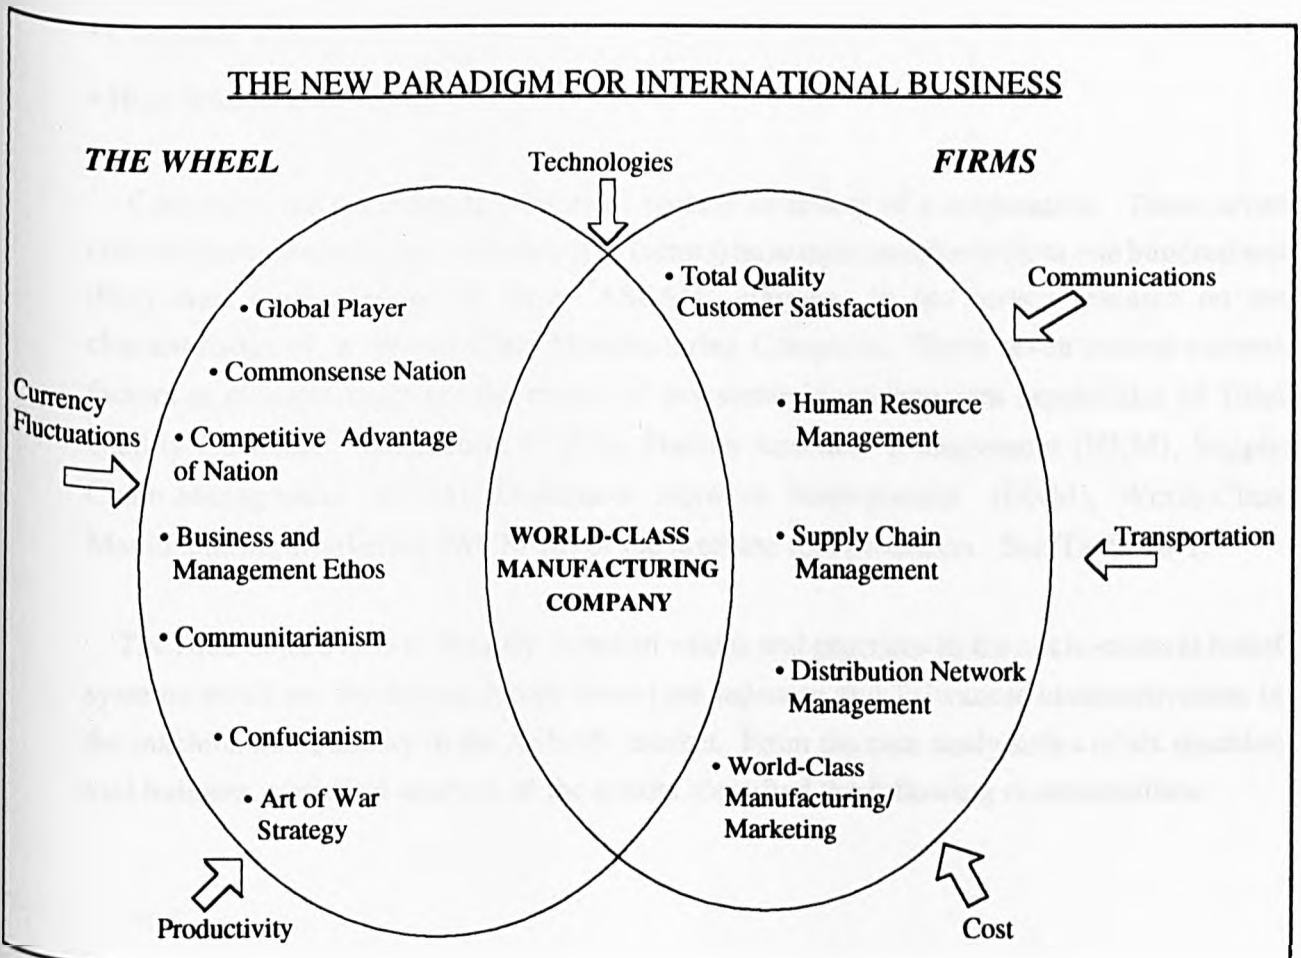 THE NEW PARADIGM FOR INTERNATIONAL BUSINESS
THE WHEEL
Technologies
FIRMS
• Global Player
• Commonsense Nation
Currency
Fluctuations
• Competitive Advantage
of Nation
• Business and
Management Ethos
• Communitarianism
• Confucianism
• Art of War
Strategy
Productivity
WORLD-CLASS
MANUFACTURING
COMPANY
• Total Quality
Customer Satisfaction
Communications
• Human Resource
Management
• Supply Chain
Management
Transportation
• Distribution Network
Management
• World-Class
Manufacturing/
Marketing
Cost